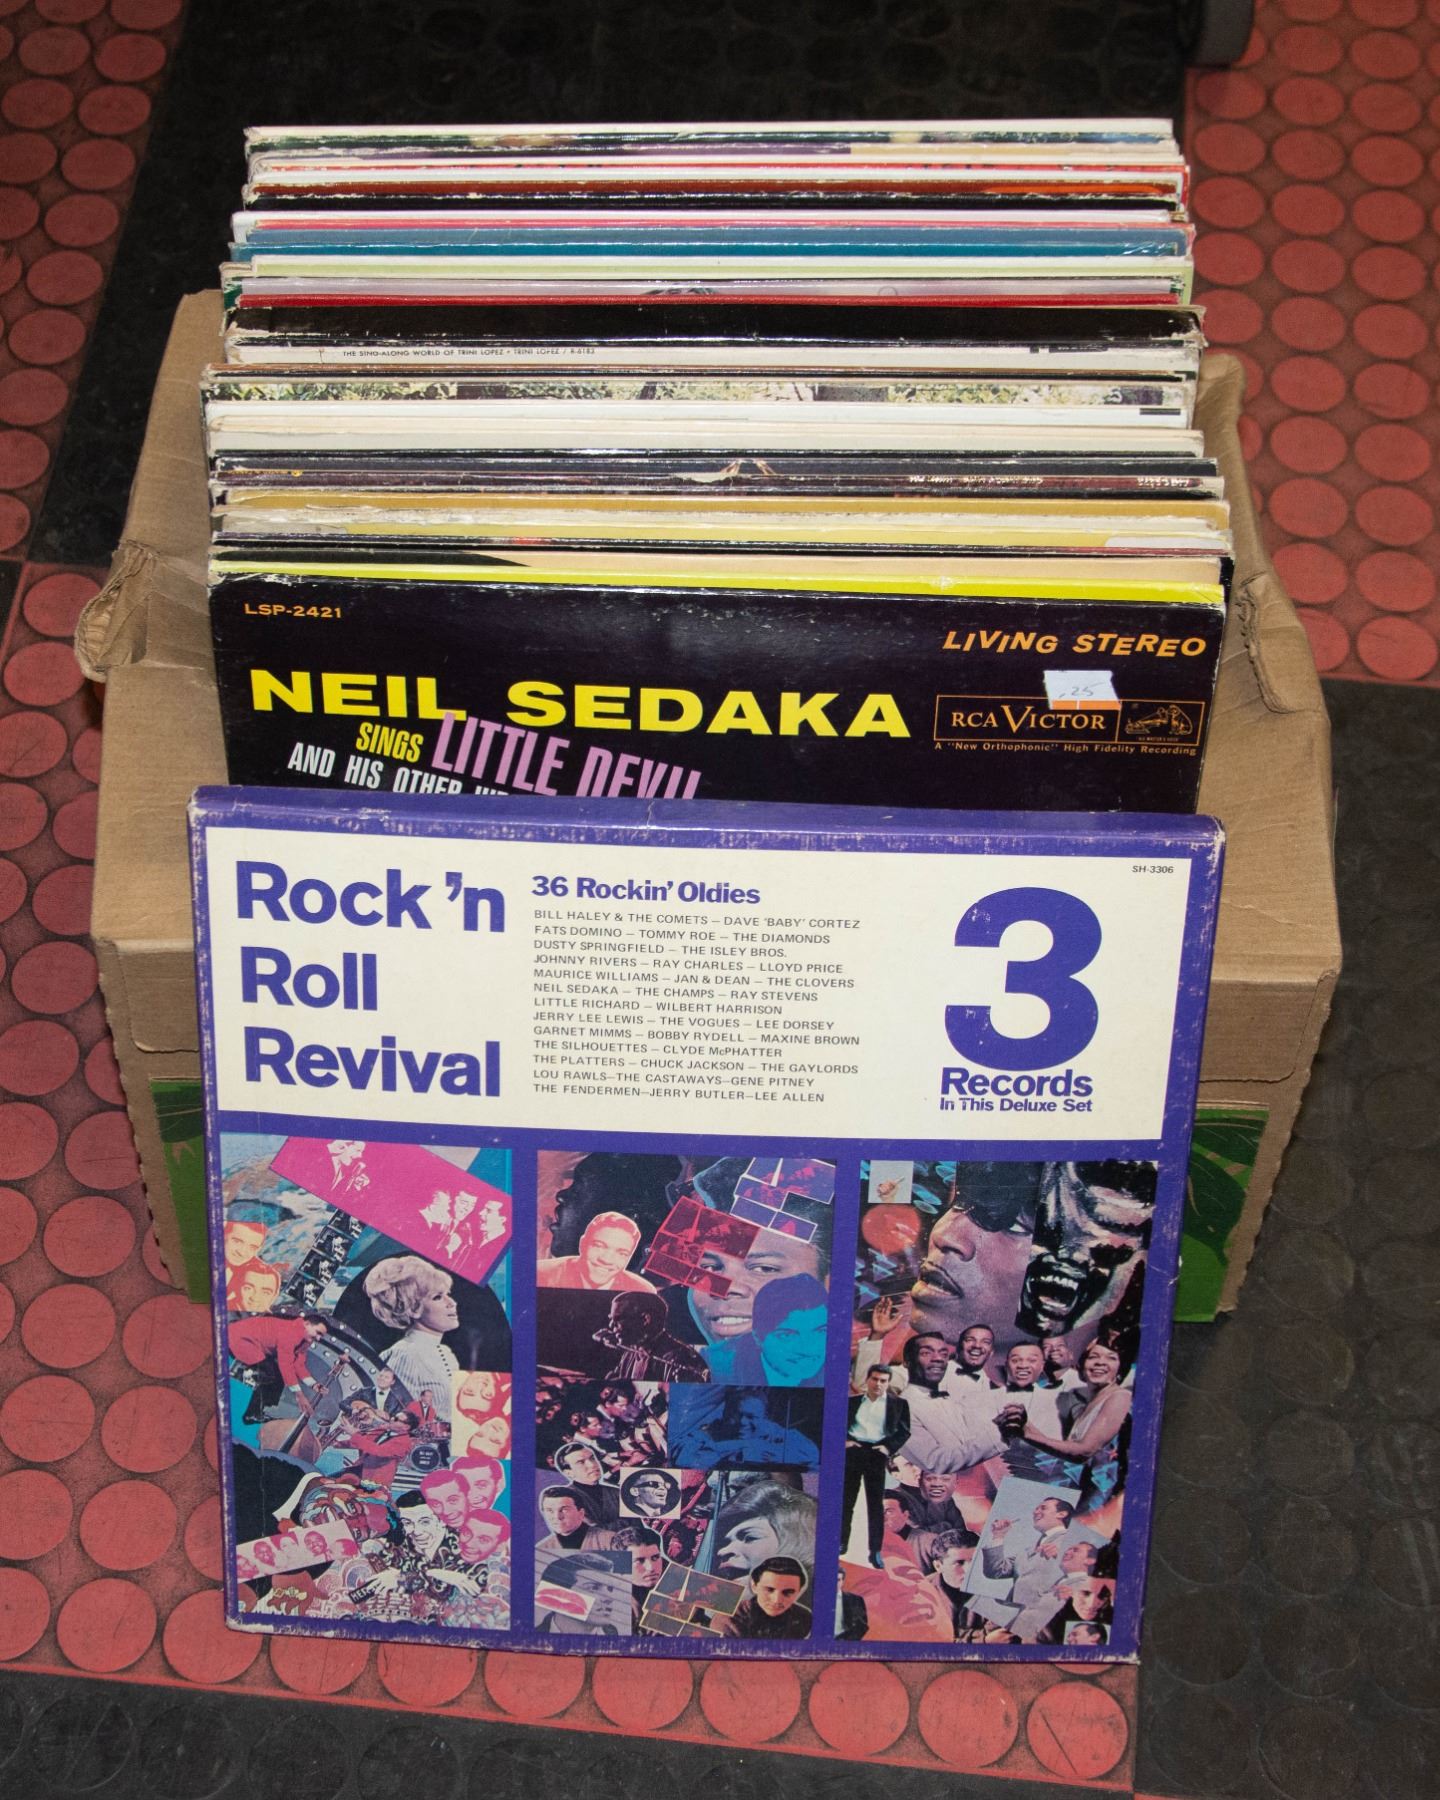 THE SING-ALONG WORLD OF TRINI LOPEZ • TRINI LOPEZ / R-6183
LSP-2421
LIVING STEREO
.25
NEIL SEDAKA
RCA VICTOR
"HIS MASTER'S VOICE"
A "New Orthophonic" High Fidelity Recording
SINGS LITTLE DEVIL
AND HIS OTHER
SH-3306
Rock 'n
Roll
Revival
36 Rockin' Oldies
BILL HALEY & THE COMETS — DAVE 'BABY' CORTEZ
FATS DOMINO — TOMMY ROE — THE DIAMONDS
DUSTY SPRINGFIELD — THE ISLEY BROS.
JOHNNY RIVERS — RAY CHARLES — LLOYD PRICE
MAURICE WILLIAMS — JAN & DEAN — THE CLOVERS
NEIL SEDAKA — THE CHAMPS — RAY STEVENS
LITTLE RICHARD — WILBERT HARRISON
JERRY LEE LEWIS — THE VOGUES — LEE DORSEY
GARNET MIMMS — BOBBY RYDELL — MAXINE BROWN
THE SILHOUETTES — CLYDE McPHATTER
THE PLATTERS — CHUCK JACKSON — THE GAYLORDS
LOU RAWLS—THE CASTAWAYS—GENE PITNEY
THE FENDERMEN—JERRY BUTLER—LEE ALLEN
3
Records
In This Deluxe Set